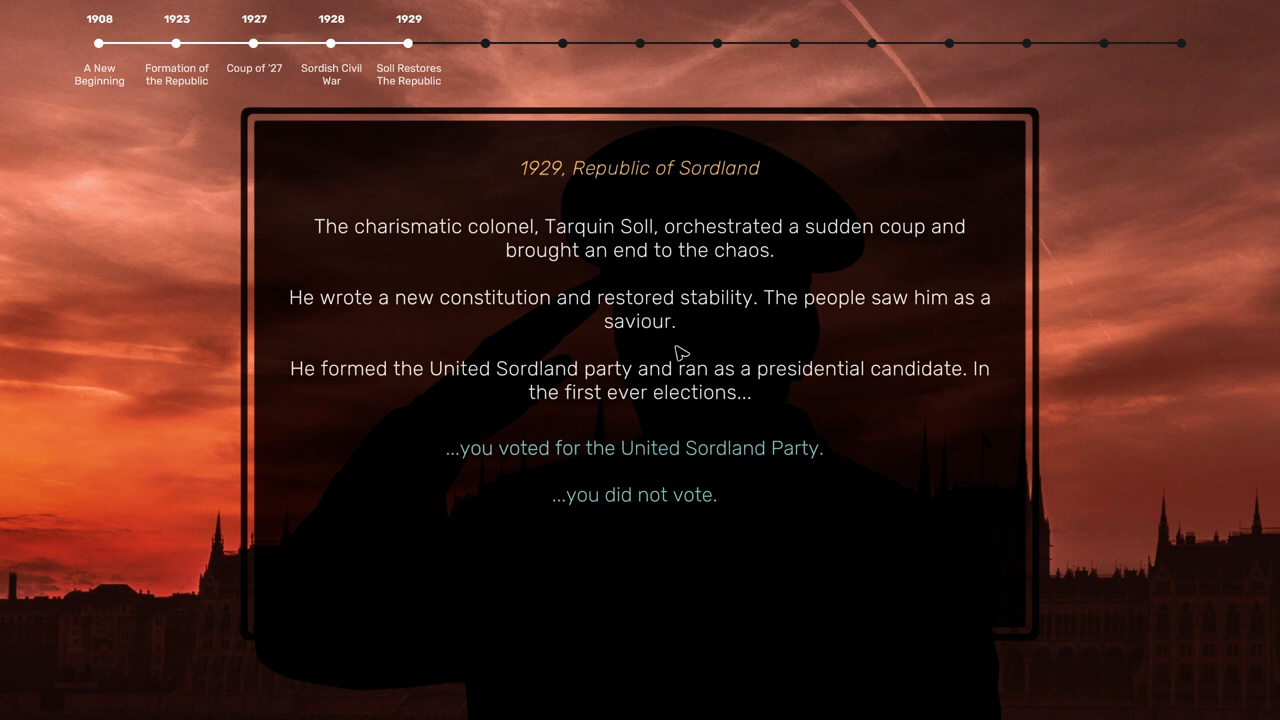 1908 1923 1927 1928 1929
A New Formation of Coup of '27 Sordish Civil Soll Restores
Beginning the Republic War The Republic
1929, Republic of Sordland
The charismatic colonel, Tarquin Soll, orchestrated a sudden coup and
brought an end to the chaos.
He wrote a new constitution and restored stability. The people saw him as a
saviour.
He formed the United Sordland party and ran as a presidential candidate. In
the first ever elections...
...you voted for the United Sordland Party.
...you did not vote.